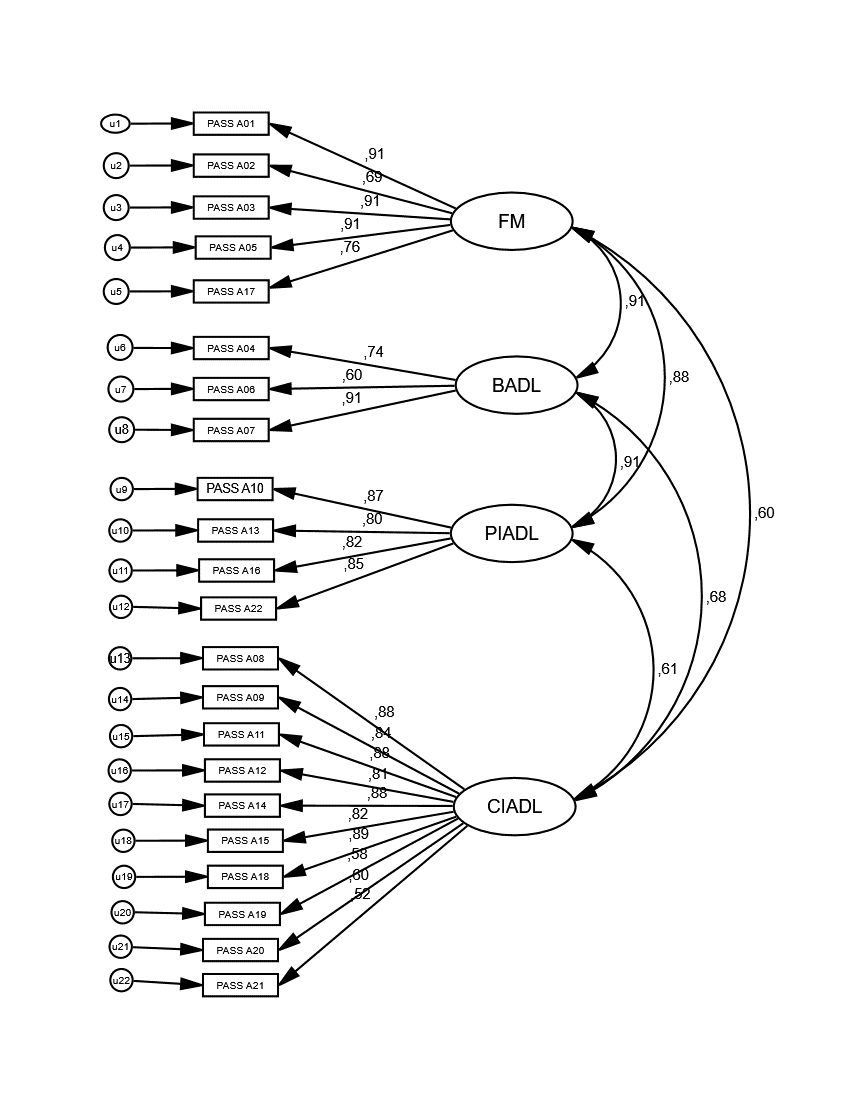 u1 PASS A01
,91
u2 PASS A02
,69
u3 PASS A03
,91
FM
u4 PASS A05
,91
u5 PASS A17
,76
,91
u6 PASS A04
,74
,88
u7 PASS A06
,60
BADL
u8 PASS A07
,91
,91
u9 PASS A10
,87
,60
u10 PASS A13
,80
PIADL
u11 PASS A16
,82
u12 PASS A22
,85
,68
u13 PASS A08
,61
u14 PASS A09
,88
u15 PASS A11
,84
,88
u16 PASS A12
,81
u17 PASS A14
,88
CIADL
,82
u18 PASS A15
,89
,58
u19 PASS A18
,60
,52
u20 PASS A19
u21 PASS A20
u22 PASS A21